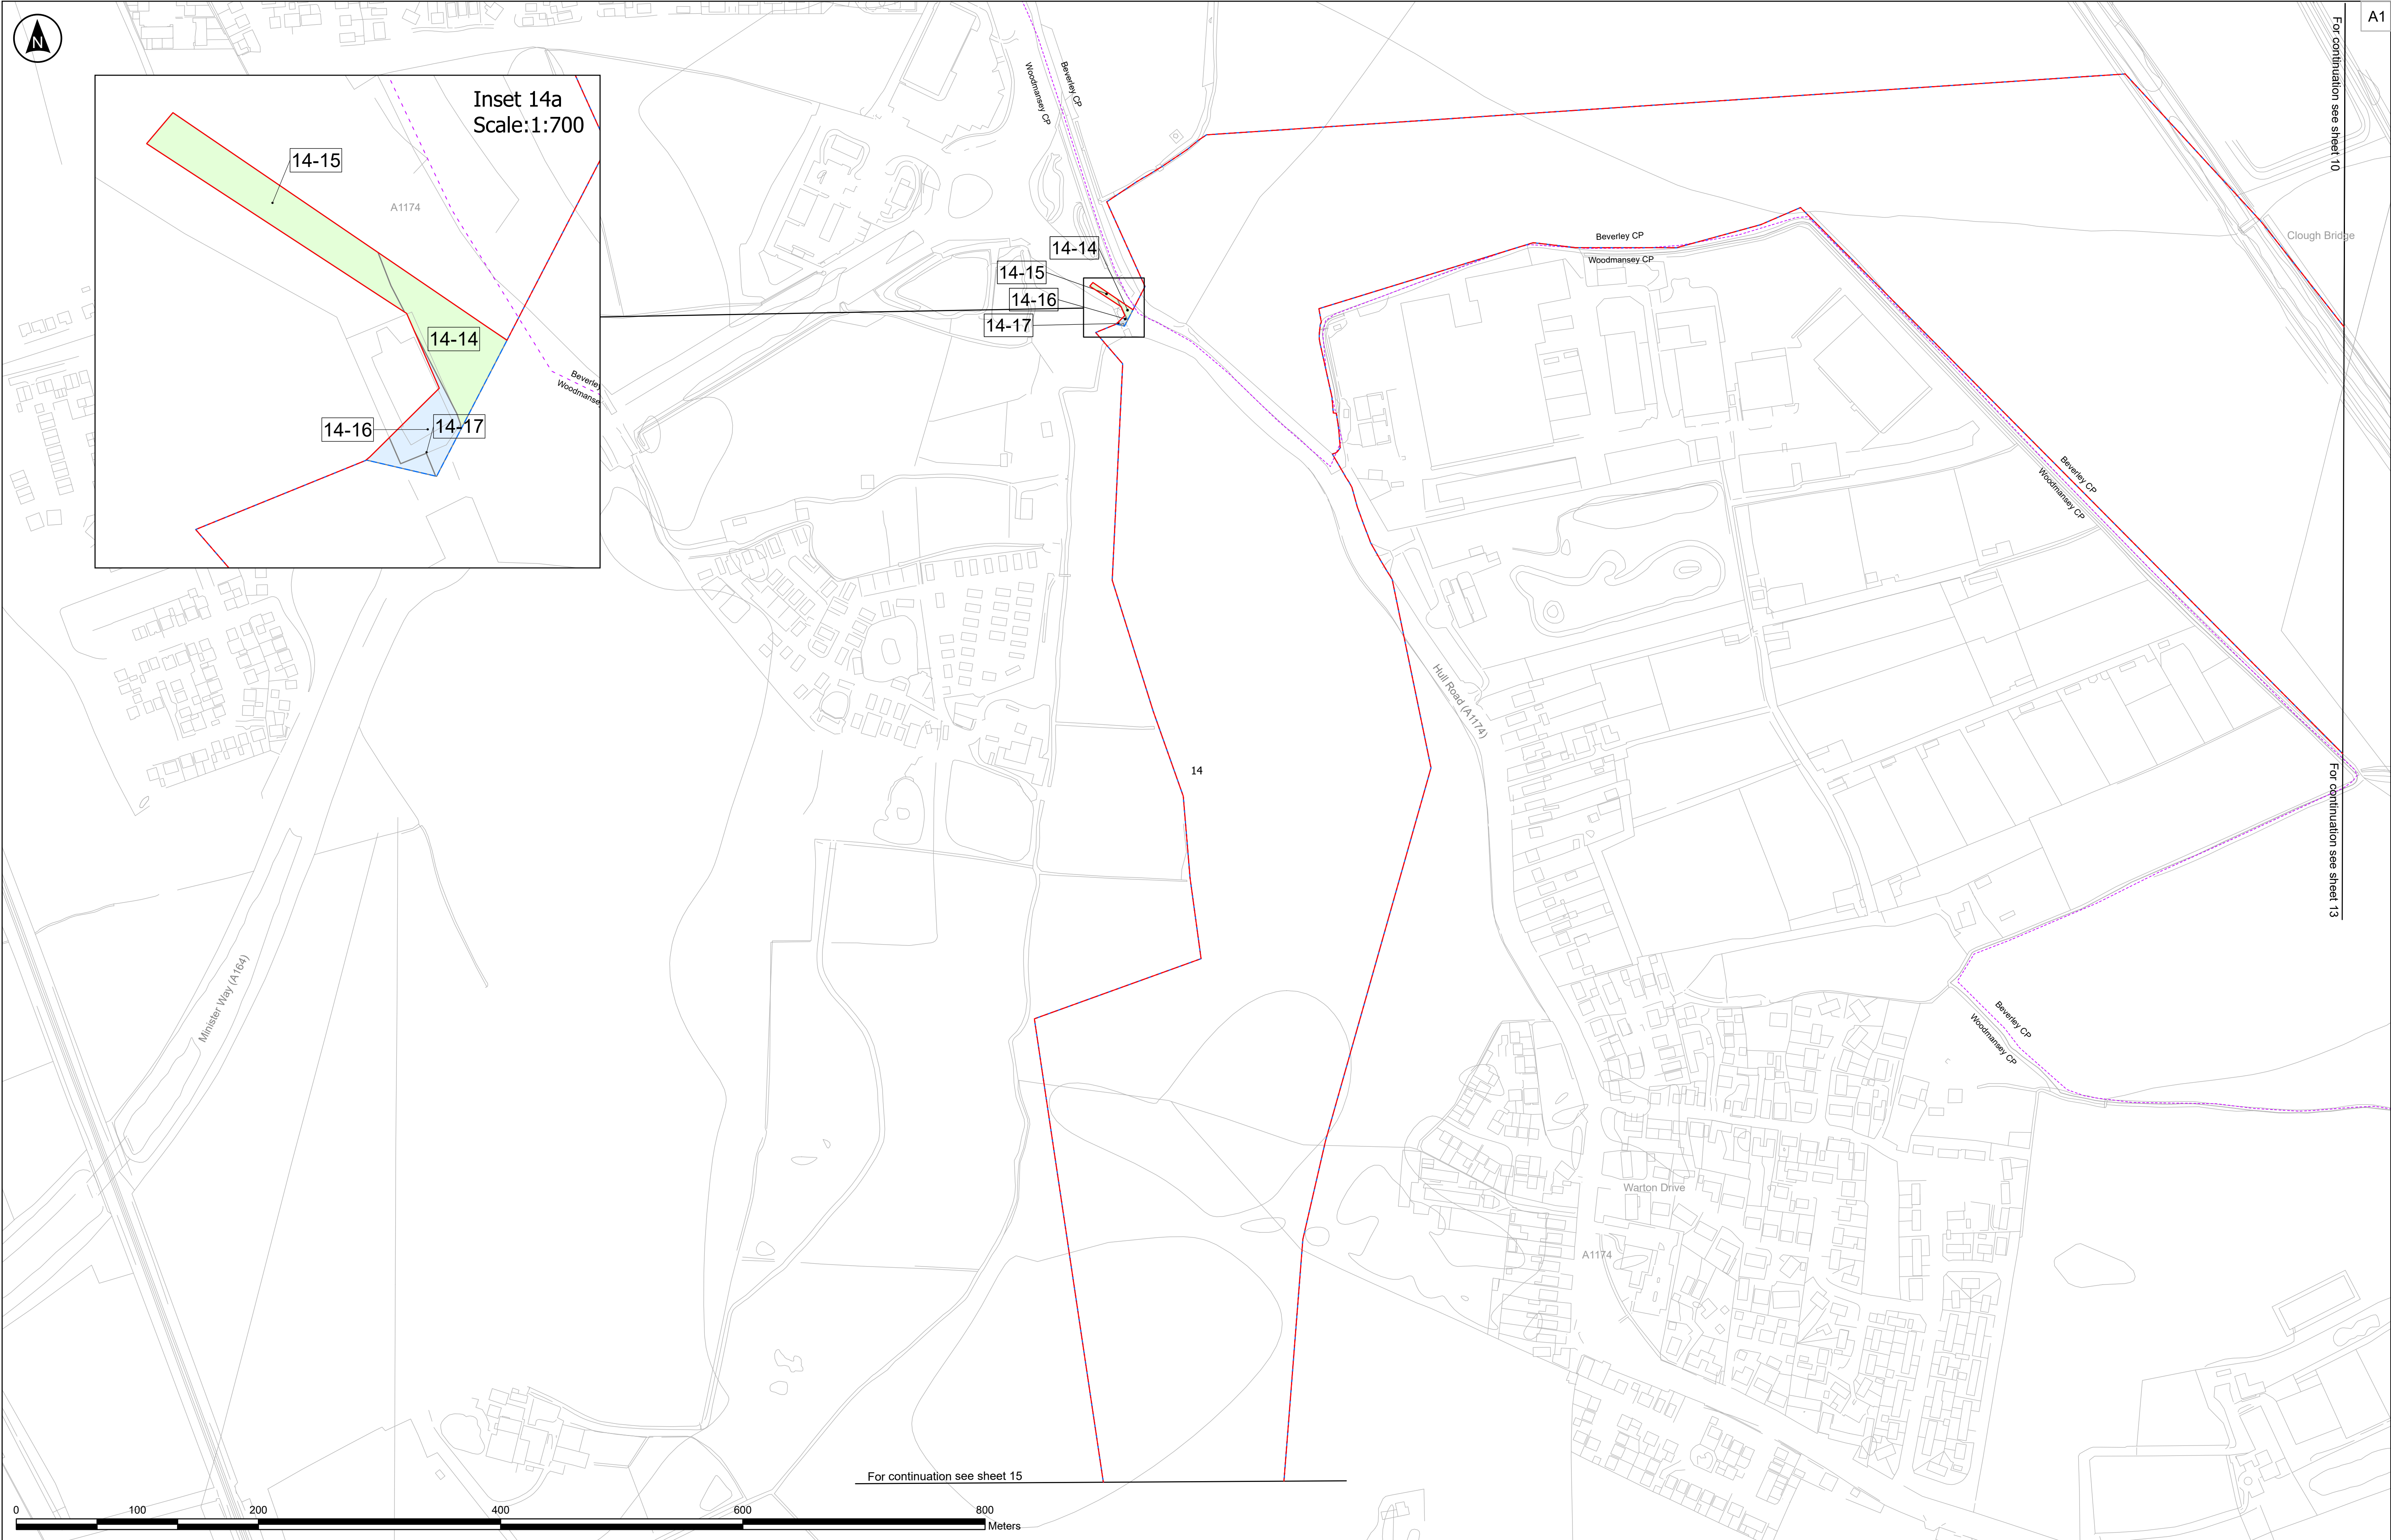 N
A1
Inset 14a
Scale:1:700
14-15
A1174
14-14
14-16
14-17
Beverley
Woodmanse
Woodmansey CP
Beverley CP
14-14
14-15
14-16
14-17
Beverley CP
Woodmansey CP
For continuation see sheet 10
Clough Bridge
Beverley CP
Woodmansey CP
Hull Road (A1174)
14
For continuation see sheet 13
Minister Way (A164)
Beverley CP
Woodmansey CP
Warton Drive
A1174
For continuation see sheet 15
0 100 200 400 600 800
Meters